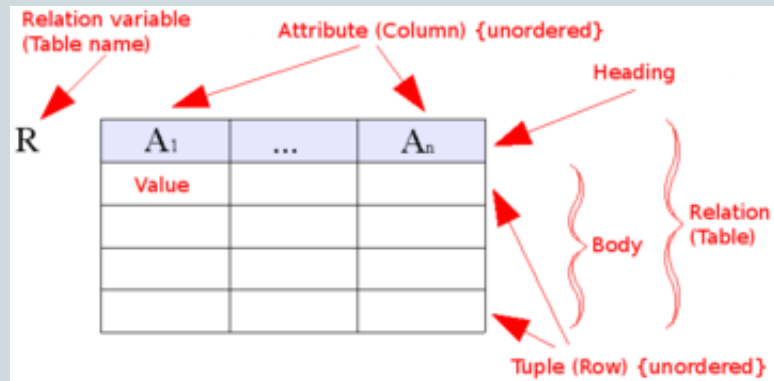 Relation variable
(Table name)
Attribute (Column) {unordered}
Heading
R
A₁ ... Aₙ
Value
Body
Relation
(Table)
Tuple (Row) {unordered}